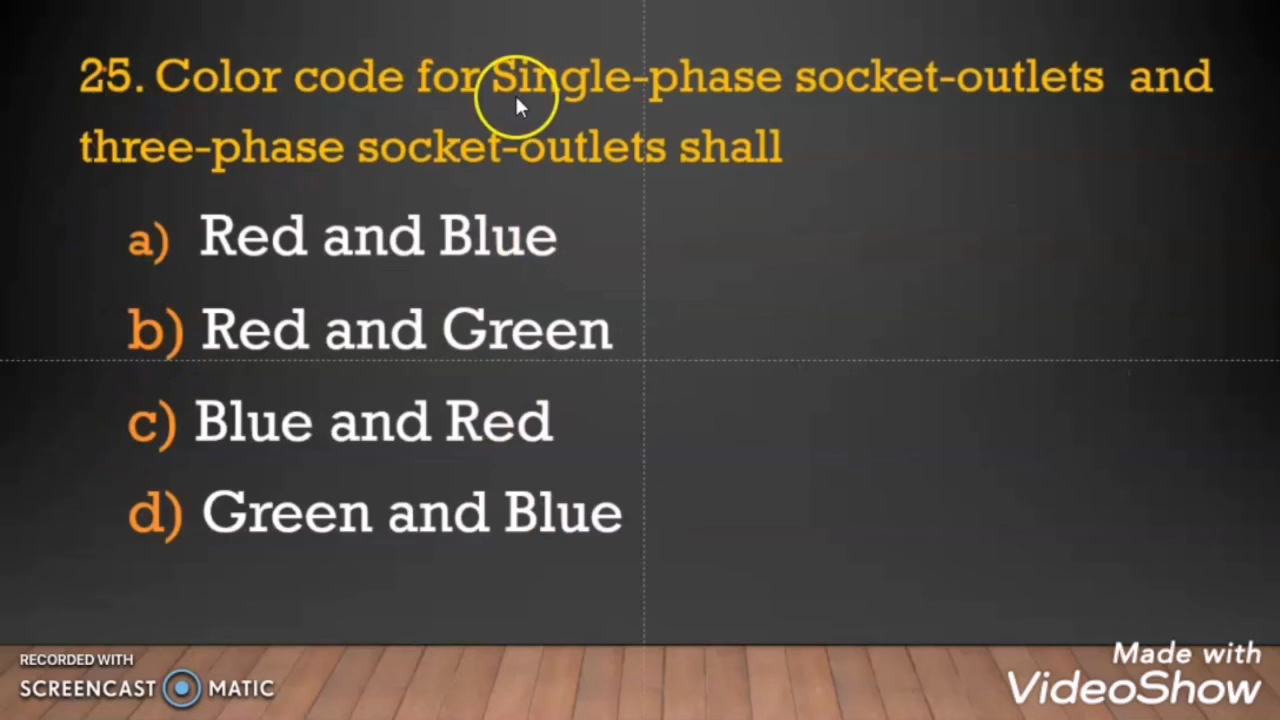 25. Color code for Single-phase socket-outlets and
three-phase socket-outlets shall
a) Red and Blue
b) Red and Green
c) Blue and Red
d) Green and Blue
RECORDED WITH
SCREENCAST MATIC
Made with
VideoShow